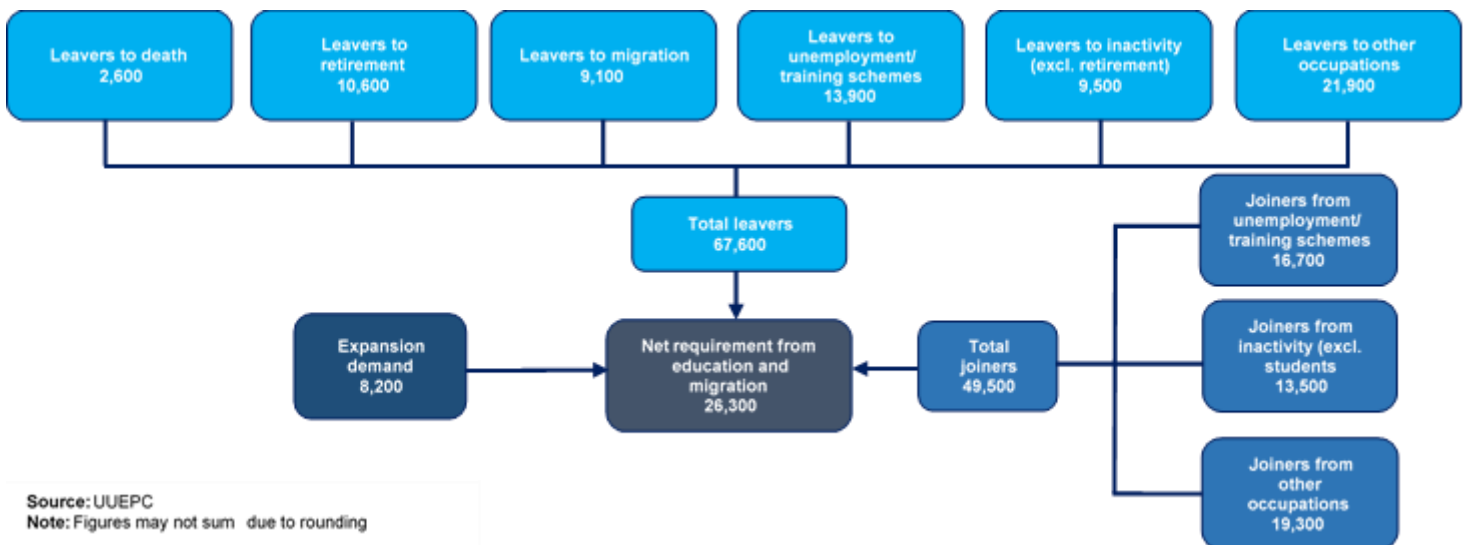 Leavers to death
2,600
Leavers to
retirement
10,600
Leavers to migration
9,100
Leavers to
unemployment/
training schemes
13,900
Leavers to inactivity
(excl. retirement)
9,500
Leavers to other
occupations
21,900
Total leavers
67,600
Joiners from
unemployment/
training schemes
16,700
Expansion
demand
8,200
Net requirement from
education and
migration
26,300
Total
joiners
49,500
Joiners from
inactivity (excl.
students
13,500
Joiners from
other
occupations
19,300
Source: UUEPC
Note: Figures may not sum due to rounding